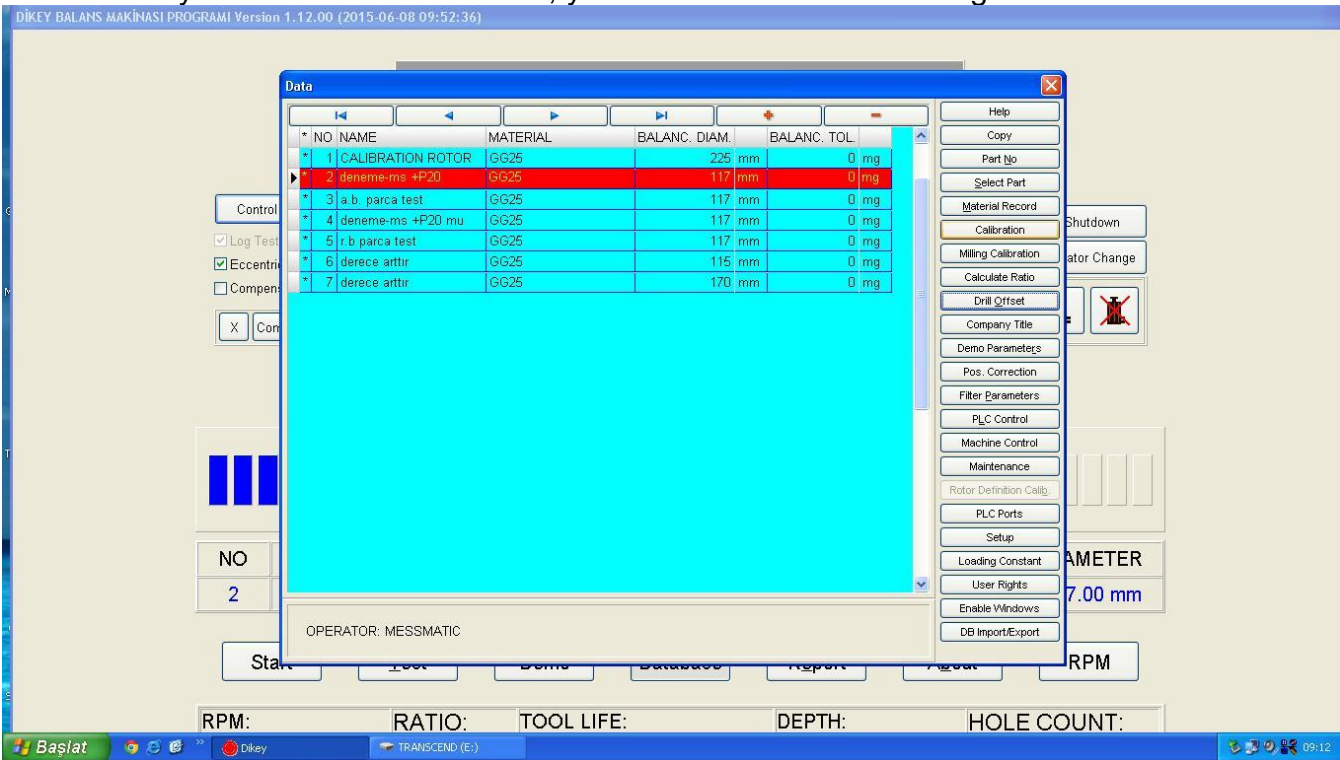 DİKEY BALANS MAKİNASI PROGRAMI Version 1.12.00 (2015-06-08 09:52:36)
Data
* NO NAME MATERIAL BALANC. DIAM. BALANC. TOL.
* 1 CALIBRATION ROTOR GG25 225 mm 0 mg
* 2 deneme-ms +P20 GG25 117 mm 0 mg
* 3 a.b. parca test GG25 117 mm 0 mg
* 4 deneme-ms +P20 mu GG25 117 mm 0 mg
* 5 r.b parca test GG25 117 mm 0 mg
* 6 derece arttır GG25 115 mm 0 mg
* 7 derece arttır GG25 170 mm 0 mg
OPERATOR: MESSMATIC
Help
Copy
Part No
Select Part
Material Record
Calibration
Milling Calibration
Calculate Ratio
Drill Offset
Company Title
Demo Parameters
Pos. Correction
Filter Parameters
PLC Control
Machine Control
Maintenance
Rotor Definition Calib.
PLC Ports
Setup
Loading Constant
User Rights
Enable Windows
DB Import/Export
Control
Log Test
X
Shutdown
NO
2
7.00 mm
RPM
RPM: RATIO: TOOL LIFE: DEPTH: HOLE COUNT:
Başlat Dikey TRANSCEND (E:) 09:12